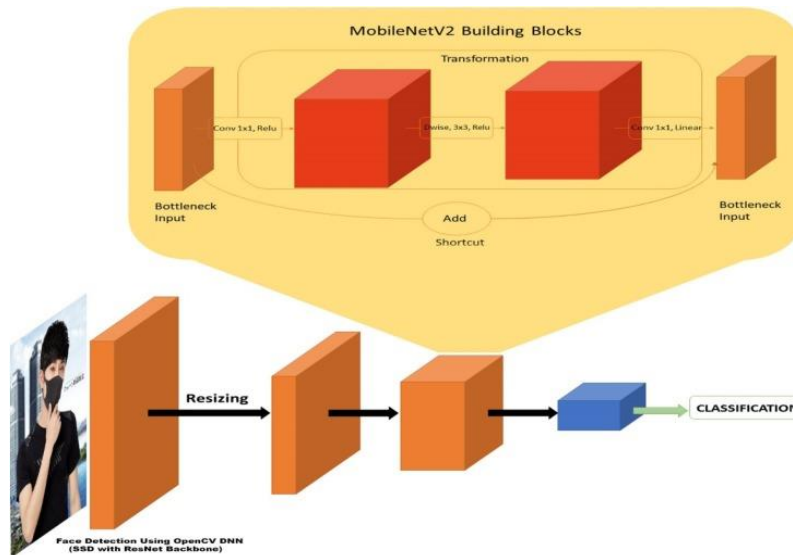 MobileNetV2 Building Blocks
Transformation
Conv 1x1, Relu
Dwise, 3x3, Relu
Conv 1x1, Linear
Bottleneck
Input
Add
Shortcut
Bottleneck
Input
Resizing
CLASSIFICATION
Face Detection Using OpenCV DNN
(SSD with ResNet Backbone)